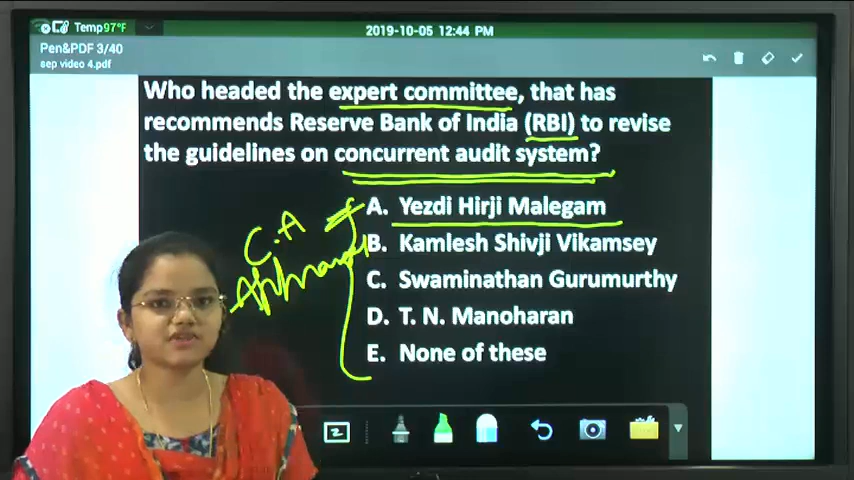 Temp97°F
2019-10-05 12:44 PM
Pen&PDF 3/40
sep video 4.pdf
Who headed the expert committee, that has
recommends Reserve Bank of India (RBI) to revise
the guidelines on concurrent audit system?
A. Yezdi Hirji Malegam
B. Kamlesh Shivji Vikamsey
C. Swaminathan Gurumurthy
D. T. N. Manoharan
E. None of these
C.A